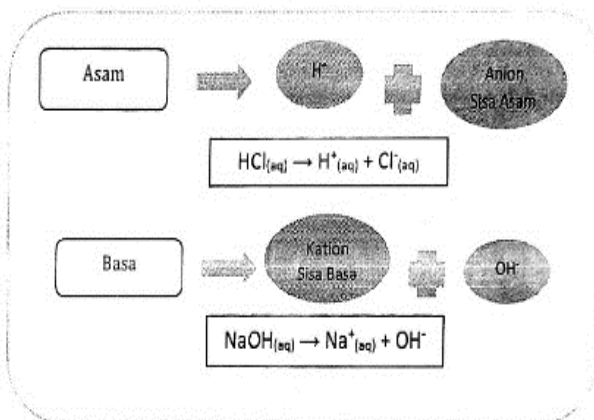 Asam
H⁺
Anion
Sisa Asam
HCl(aq) → H⁺(aq) + Cl⁻(aq)
Basa
Kation
Sisa Basa
OH⁻
NaOH(aq) → Na⁺(aq) + OH⁻